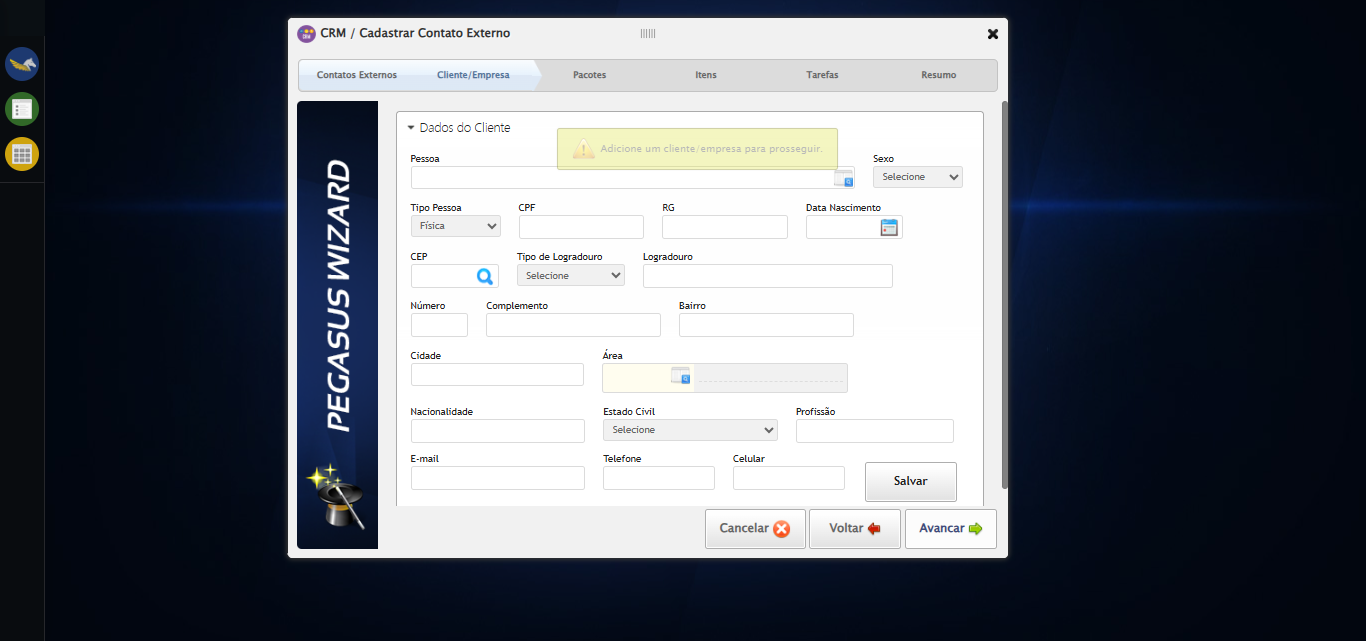 CRM / Cadastrar Contato Externo
Contatos Externos Cliente/Empresa Pacotes Itens Tarefas Resumo
PEGASUS WIZARD
Dados do Cliente
Adicione um cliente/empresa para prosseguir.
Pessoa Sexo
Selecione
Tipo Pessoa CPF RG Data Nascimento
Física
CEP Tipo de Logradouro Logradouro
Selecione
Número Complemento Bairro
Cidade Área
Nacionalidade Estado Civil Profissão
Selecione
E-mail Telefone Celular
Salvar
Cancelar Voltar Avancar